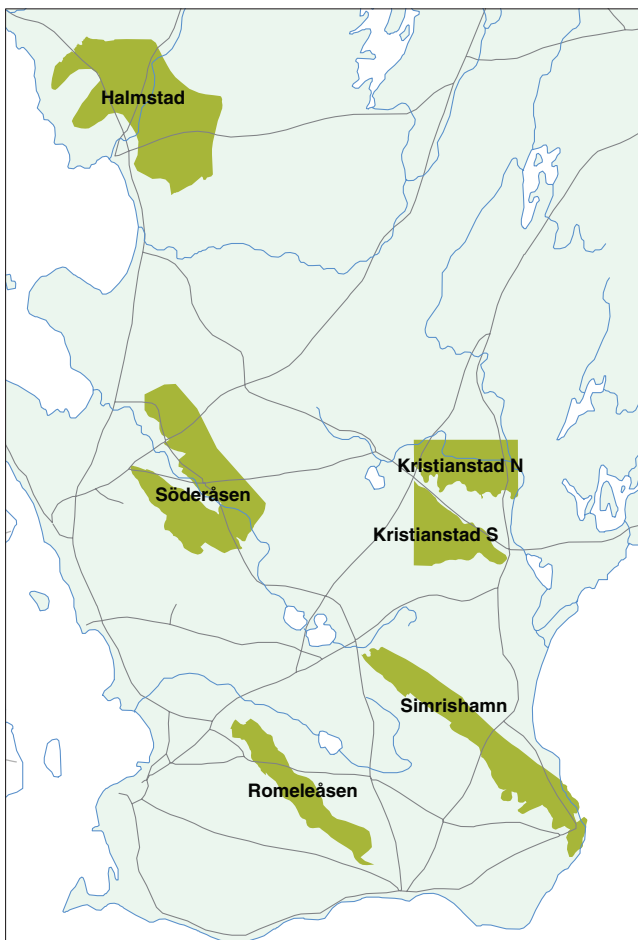 Halmstad
Kristianstad N
Söderåsen
Kristianstad S
Simrishamn
Romeleåsen